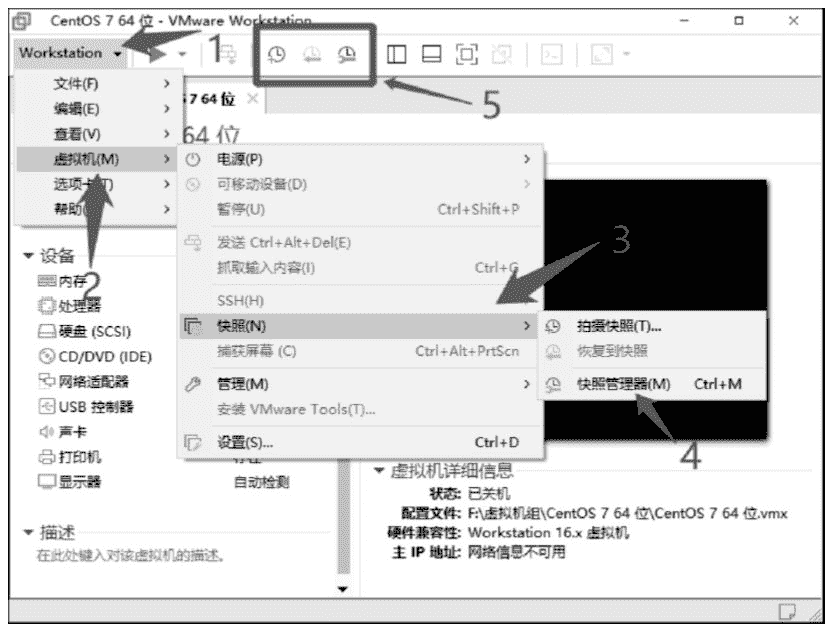 CentOS 7 64 位 - VMware Workstation
Workstation
1
5
文件(F)
编辑(E)
查看(V)
虚拟机(M)
选项卡(T)
帮助
7 64 位
64 位
2
电源(P)
可移动设备(D)
暂停(U) Ctrl+Shift+P
发送 Ctrl+Alt+Del(E)
抓取输入内容(I) Ctrl+G
SSH(H)
快照(N)
捕获屏幕 (C) Ctrl+Alt+PrtScn
管理(M)
安装 VMware Tools(T)...
设置(S)... Ctrl+D
3
拍摄快照(T)...
恢复到快照
快照管理器(M) Ctrl+M
4
设备
内存
处理器
硬盘 (SCSI)
CD/DVD (IDE)
网络适配器
USB 控制器
声卡
打印机
显示器 自动检测
描述
在此处键入对该虚拟机的描述。
虚拟机详细信息
状态: 已关机
配置文件: F:\虚拟机组\CentOS 7 64 位\CentOS 7 64 位.vmx
硬件兼容性: Workstation 16.x 虚拟机
主 IP 地址: 网络信息不可用